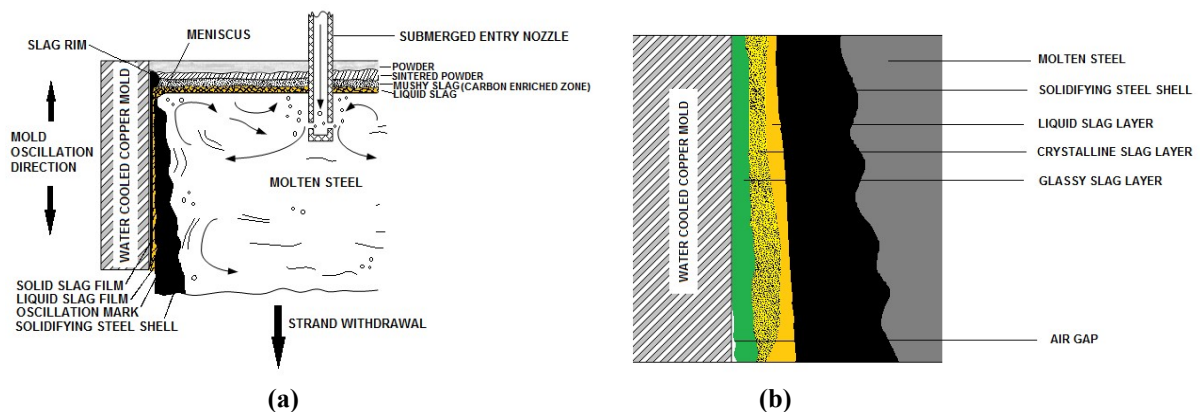 SLAG RIM
MENISCUS
SUBMERGED ENTRY NOZZLE
POWDER
SINTERED POWDER
MUSHY SLAG (CARBON ENRICHED ZONE)
LIQUID SLAG
MOLD
OSCILLATION
DIRECTION
WATER COOLED COPPER MOLD
MOLTEN STEEL
SOLID SLAG FILM
LIQUID SLAG FILM
OSCILLATION MARK
SOLIDIFYING STEEL SHELL
STRAND WITHDRAWAL
(a)
WATER COOLED COPPER MOLD
MOLTEN STEEL
SOLIDIFYING STEEL SHELL
LIQUID SLAG LAYER
CRYSTALLINE SLAG LAYER
GLASSY SLAG LAYER
AIR GAP
(b)